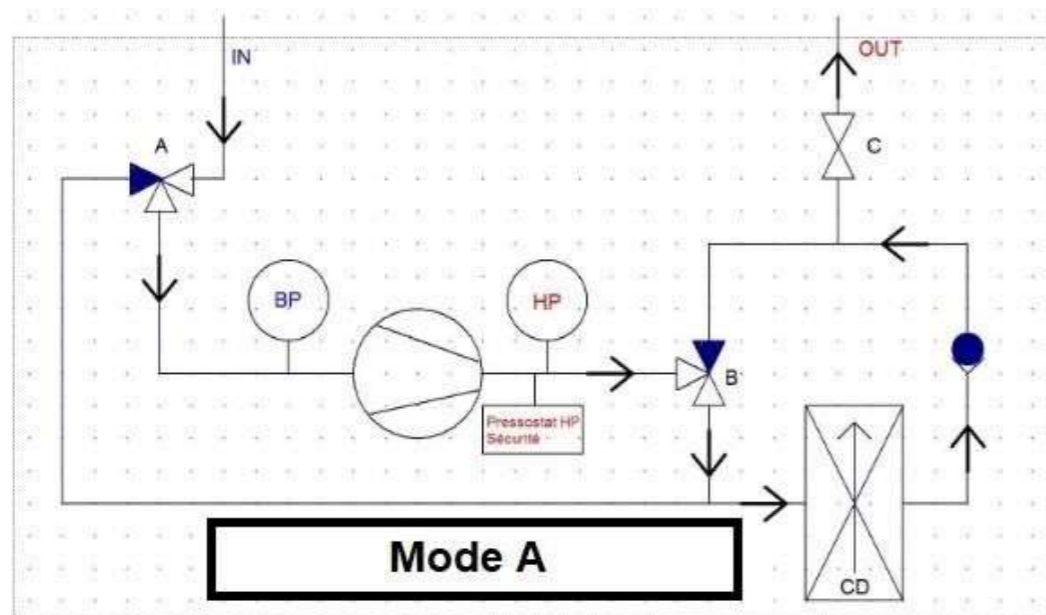 IN
OUT
A
C
BP
HP
B
Pressostat HP
Sécurité
Mode A
CD